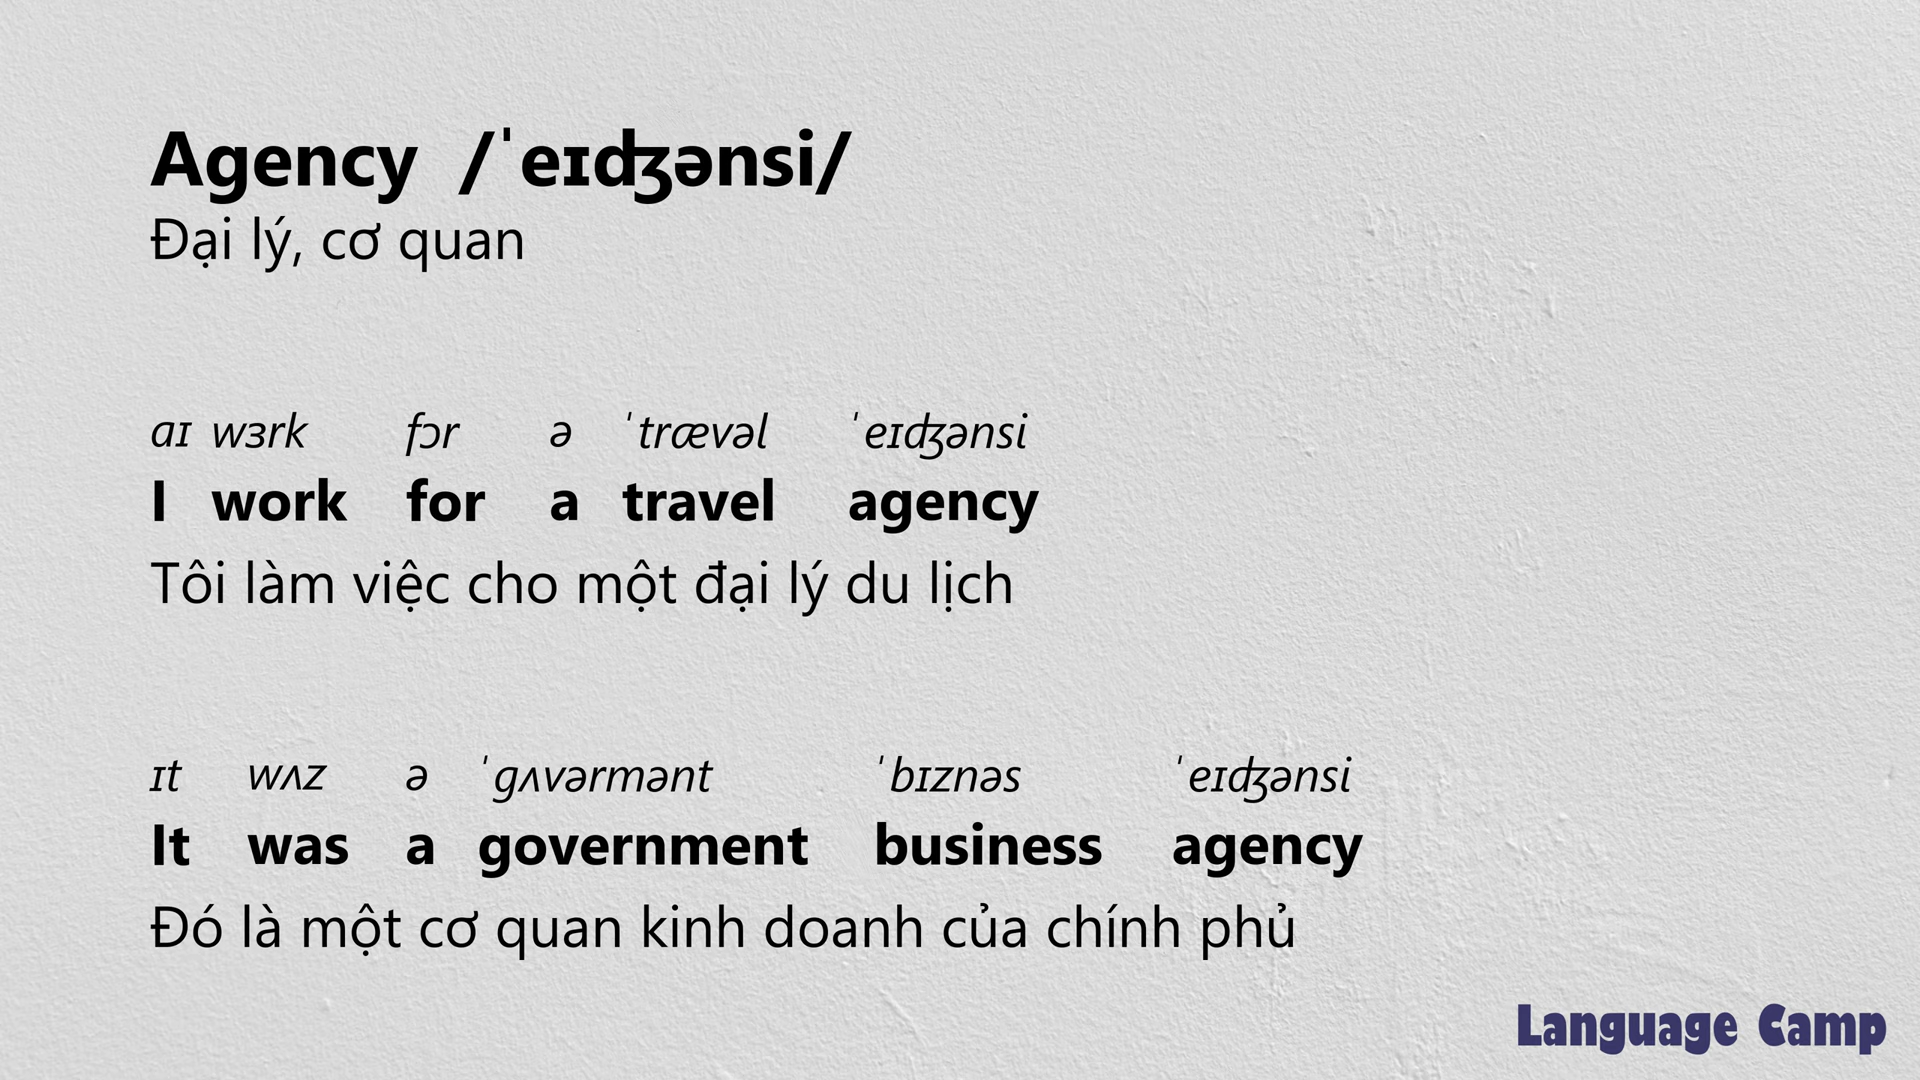 Agency /ˈeɪʤənsi/
Đại lý, cơ quan
aɪ wɜrk fɔr ə ˈtrævəl ˈeɪʤənsi
I work for a travel agency
Tôi làm việc cho một đại lý du lịch
ɪt wʌz ə ˈgʌvərmənt ˈbɪznəs ˈeɪʤənsi
It was a government business agency
Đó là một cơ quan kinh doanh của chính phủ
Language Camp